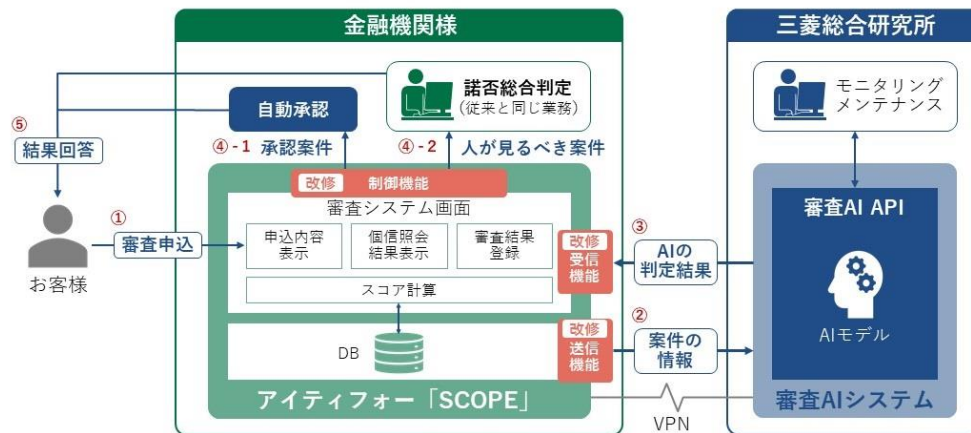 金融機関様
三菱総合研究所
諾否総合判定
(従来と同じ業務)
モニタリング
メンテナンス
自動承認
⑤
結果回答
④-1 承認案件
④-2 人が見るべき案件
改修 制御機能
審査システム画面
審査AI API
①
審査申込
お客様
申込内容
表示
個信照会
結果表示
審査結果
登録
改修
受信
機能
③
AIの
判定結果
スコア計算
AIモデル
DB
改修
送信
機能
②
案件の
情報
アイティフォー「SCOPE」
VPN
審査AIシステム